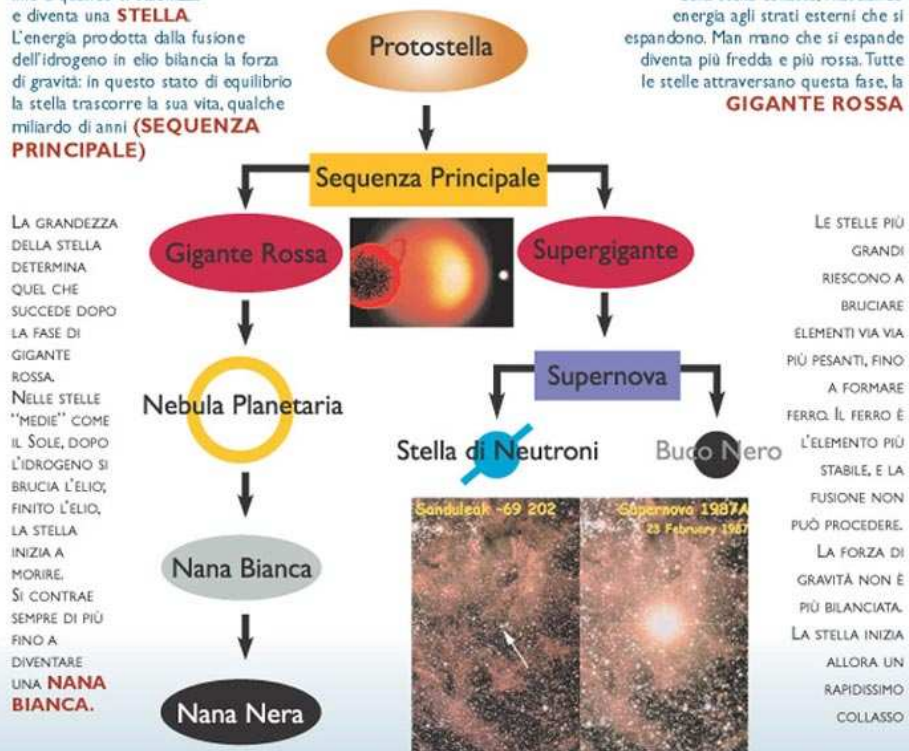 e diventa una STELLA.
L'energia prodotta dalla fusione
dell'idrogeno in elio bilancia la forza
di gravità: in questo stato di equilibrio
la stella trascorre la sua vita, qualche
miliardo di anni (SEQUENZA
PRINCIPALE)
Protostella
energia agli strati esterni che si
espandono. Man mano che si espande
diventa più fredda e più rossa. Tutte
le stelle attraversano questa fase, la
GIGANTE ROSSA
Sequenza Principale
Gigante Rossa
Supergigante
LA GRANDEZZA
DELLA STELLA
DETERMINA
QUEL CHE
SUCCEDE DOPO
LA FASE DI
GIGANTE
ROSSA.
NELLE STELLE
"MEDIE" COME
IL SOLE, DOPO
L'IDROGENO SI
BRUCIA L'ELIO;
FINITO L'ELIO,
LA STELLA
INIZIA A
MORIRE.
SI CONTRAE
SEMPRE DI PIÙ
FINO A
DIVENTARE
UNA NANA
BIANCA.
Nebula Planetaria
Nana Bianca
Nana Nera
Supernova
Stella di Neutroni
Buco Nero
Sanduleak -69 202
Supernova 1987A
23 February 1987
LE STELLE PIÙ
GRANDI
RIESCONO A
BRUCIARE
ELEMENTI VIA VIA
PIÙ PESANTI, FINO
A FORMARE
FERRO. IL FERRO È
L'ELEMENTO PIÙ
STABILE, E LA
FUSIONE NON
PUÒ PROCEDERE.
LA FORZA DI
GRAVITÀ NON È
PIÙ BILANCIATA.
LA STELLA INIZIA
ALLORA UN
RAPIDISSIMO
COLLASSO